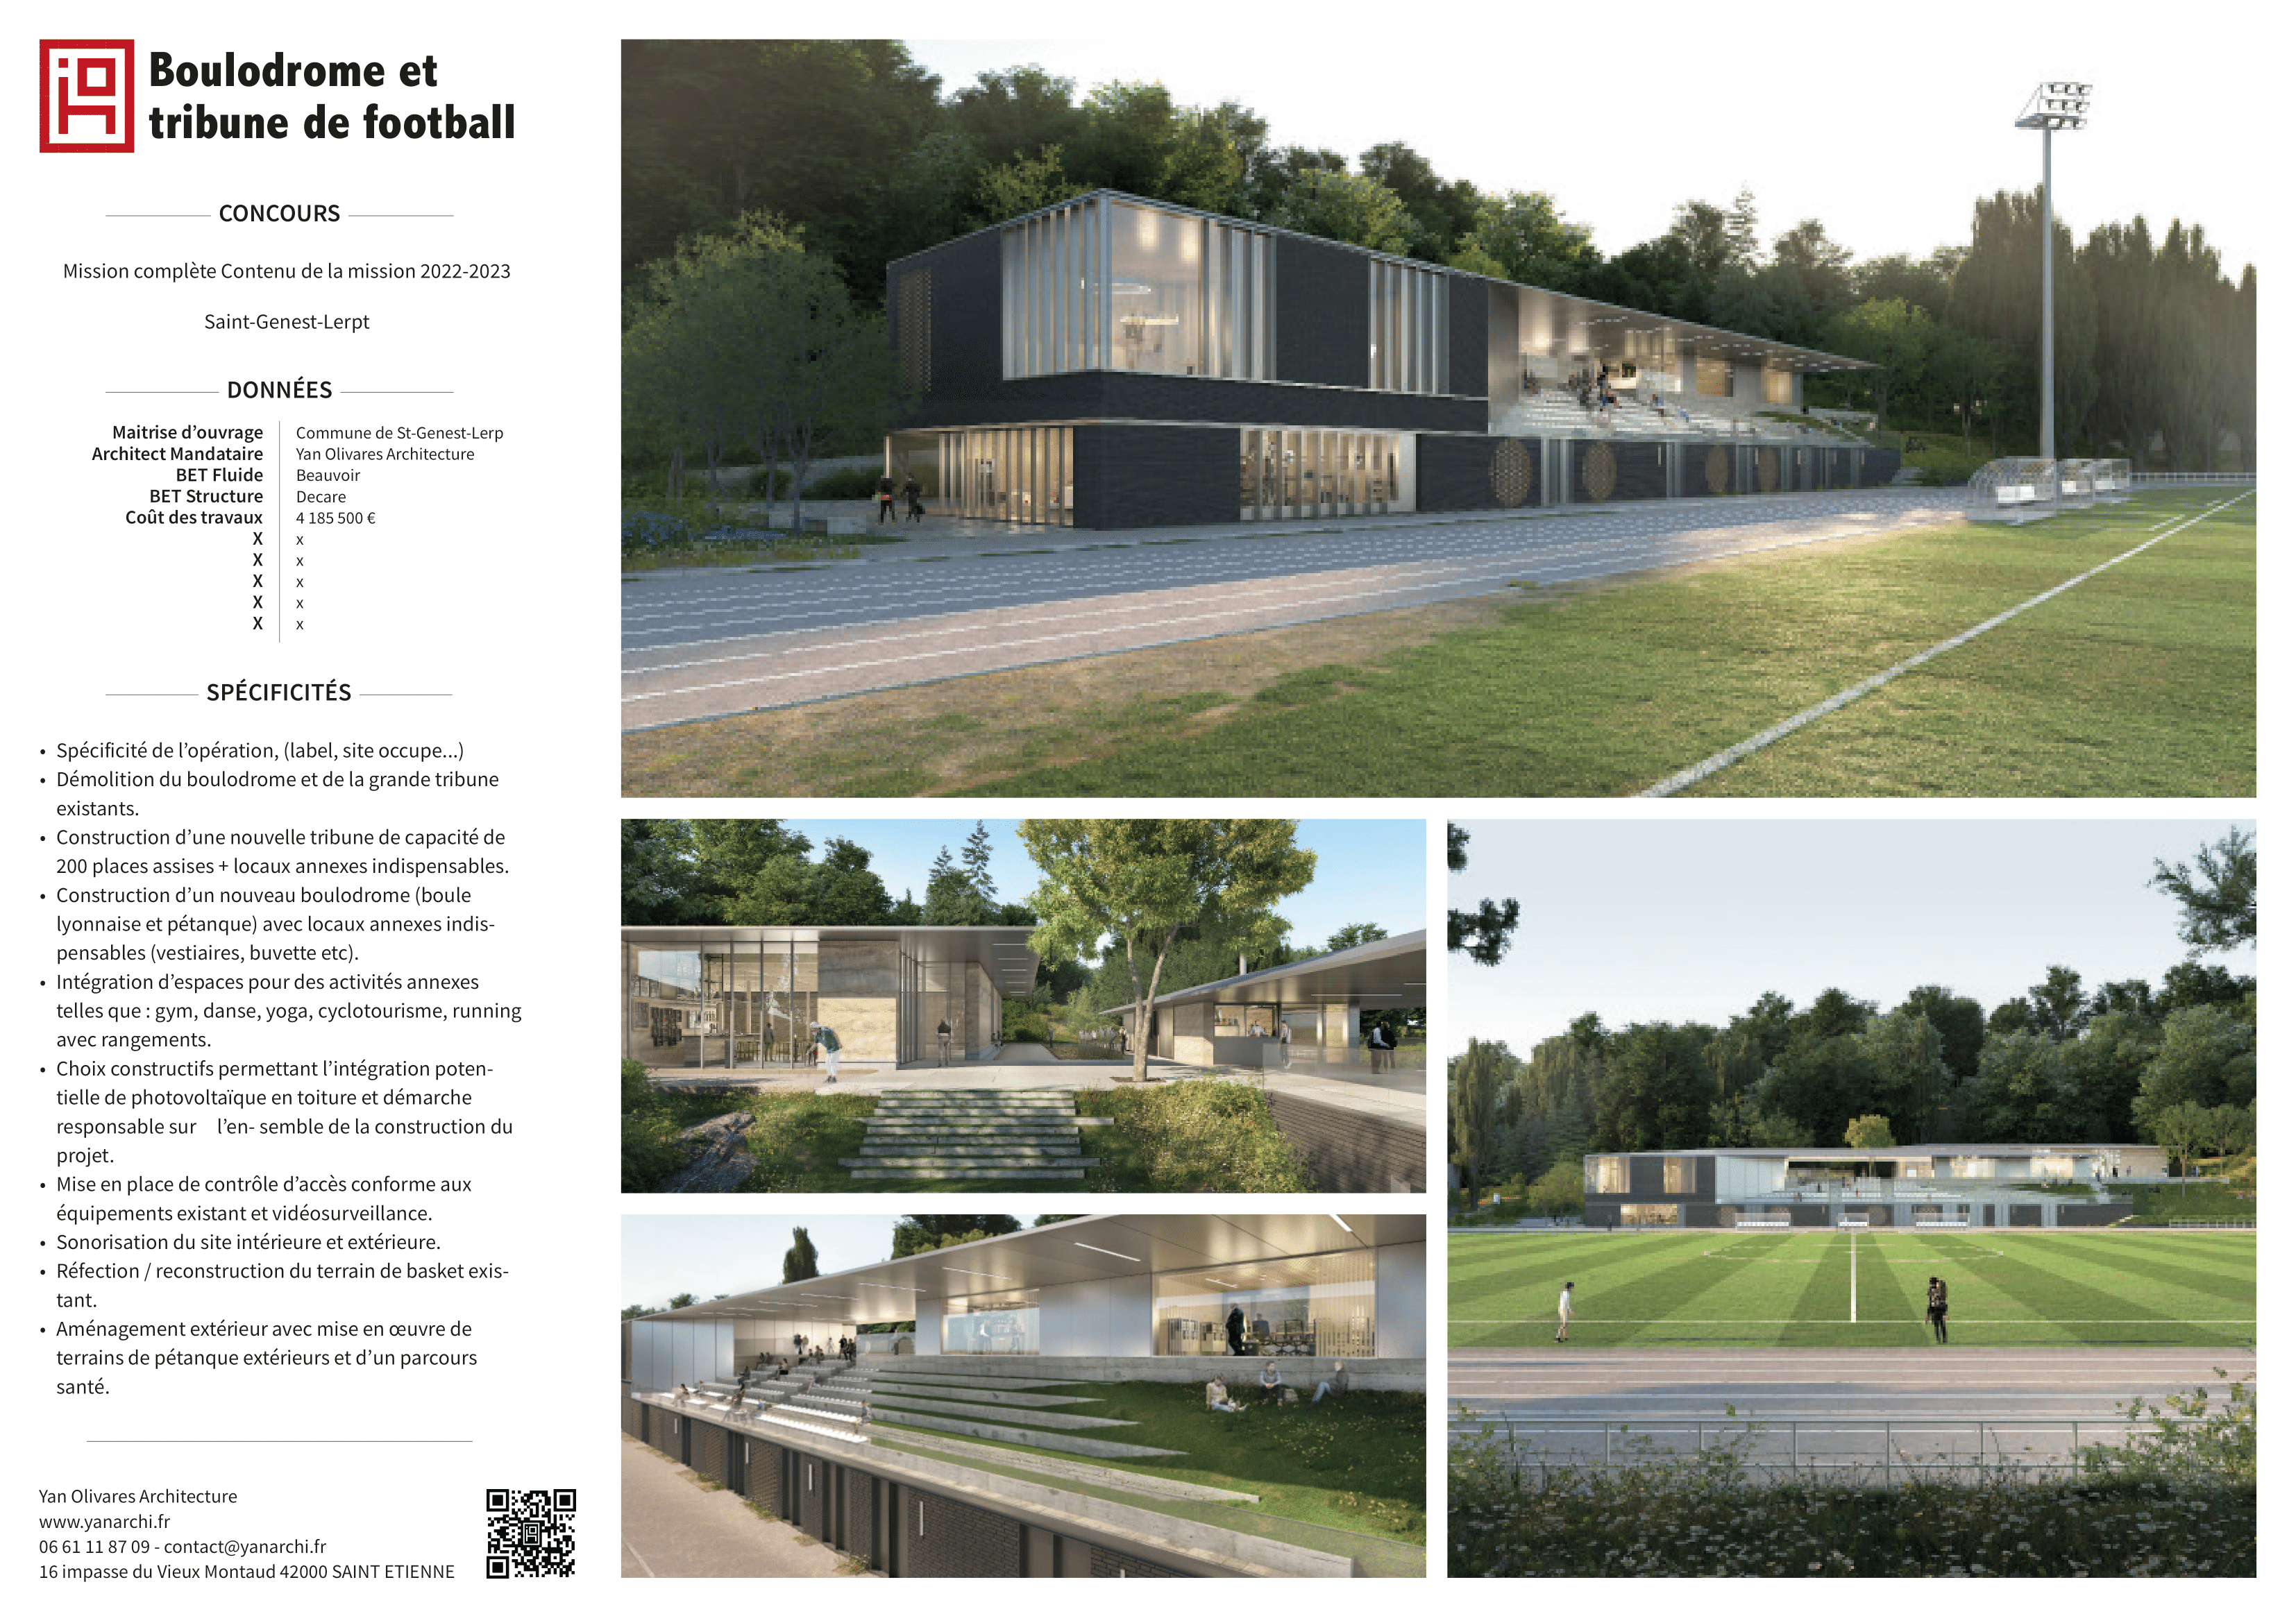 Boulodrome et
tribune de football
CONCOURS
Mission complète Contenu de la mission 2022-2023
Saint-Genest-Lerpt
DONNÉES
Maitrise d’ouvrage Commune de St-Genest-Lerp
Architect Mandataire Yan Olivares Architecture
BET Fluide Beauvoir
BET Structure Decare
Coût des travaux 4 185 500 €
X x
X x
X x
X x
X x
SPÉCIFICITÉS
• Spécificité de l’opération, (label, site occupe...)
• Démolition du boulodrome et de la grande tribune
existants.
• Construction d’une nouvelle tribune de capacité de
200 places assises + locaux annexes indispensables.
• Construction d’un nouveau boulodrome (boule
lyonnaise et pétanque) avec locaux annexes indis-
pensables (vestiaires, buvette etc).
• Intégration d’espaces pour des activités annexes
telles que : gym, danse, yoga, cyclotourisme, running
avec rangements.
• Choix constructifs permettant l’intégration poten-
tielle de photovoltaïque en toiture et démarche
responsable sur l’en- semble de la construction du
projet.
• Mise en place de contrôle d’accès conforme aux
équipements existant et vidéosurveillance.
• Sonorisation du site intérieure et extérieure.
• Réfection / reconstruction du terrain de basket exis-
tant.
• Aménagement extérieur avec mise en œuvre de
terrains de pétanque extérieurs et d’un parcours
santé.
Yan Olivares Architecture
www.yanarchi.fr
06 61 11 87 09 - contact@yanarchi.fr
16 impasse du Vieux Montaud 42000 SAINT ETIENNE